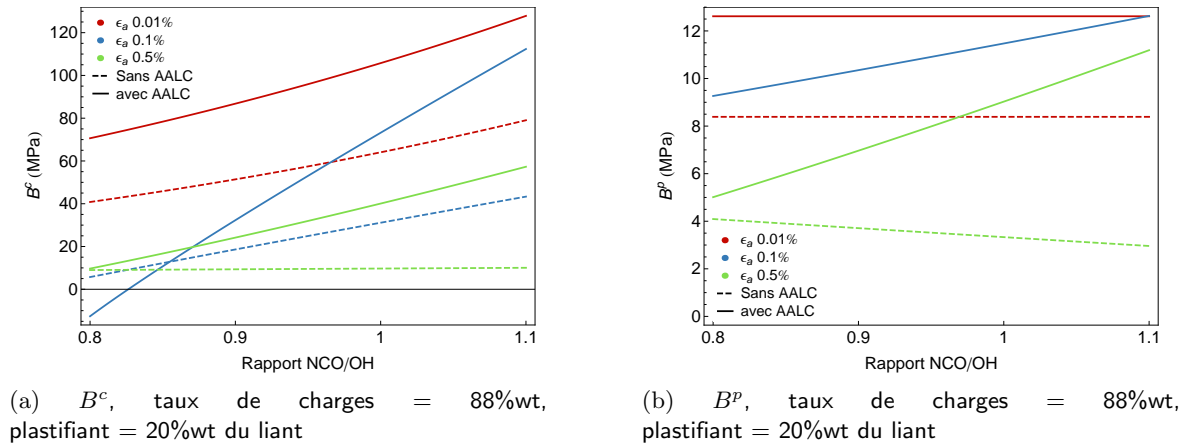 120
100
80
60
40
20
0
B^c (MPa)
ϵ_a 0.01%
ϵ_a 0.1%
ϵ_a 0.5%
Sans AALC
avec AALC
0.8 0.9 1 1.1
Rapport NCO/OH
12
10
8
6
4
2
0
B^p (MPa)
ϵ_a 0.01%
ϵ_a 0.1%
ϵ_a 0.5%
Sans AALC
avec AALC
0.8 0.9 1 1.1
Rapport NCO/OH
(a) B^c, taux de charges = 88%wt,
plastifiant = 20%wt du liant
(b) B^p, taux de charges = 88%wt,
plastifiant = 20%wt du liant